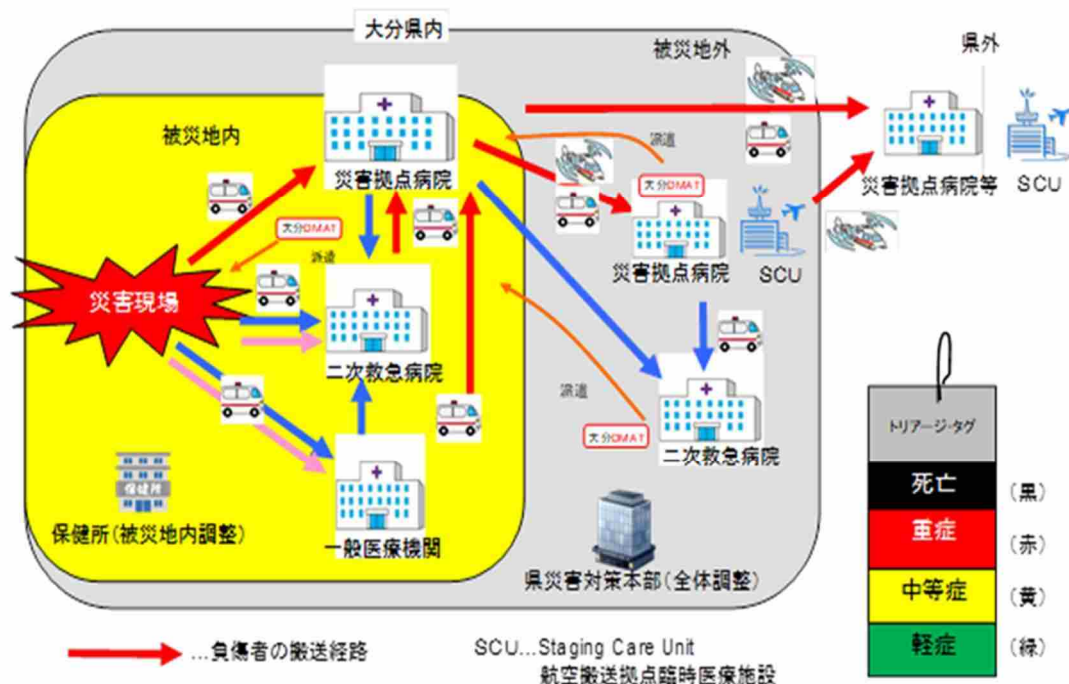 大分県内
被災地外
県外
被災地内
災害拠点病院
派遣
大分DMAT
災害拠点病院等
SCU
大分DMAT
派遣
災害拠点病院
SCU
災害現場
二次救急病院
派遣
大分DMAT
二次救急病院
トリアージ・タグ
死亡
(黒)
重症
(赤)
中等症
(黄)
軽症
(緑)
保健所
保健所(被災地内調整)
一般医療機関
県災害対策本部(全体調整)
…負傷者の搬送経路
SCU…Staging Care Unit
航空搬送拠点臨時医療施設